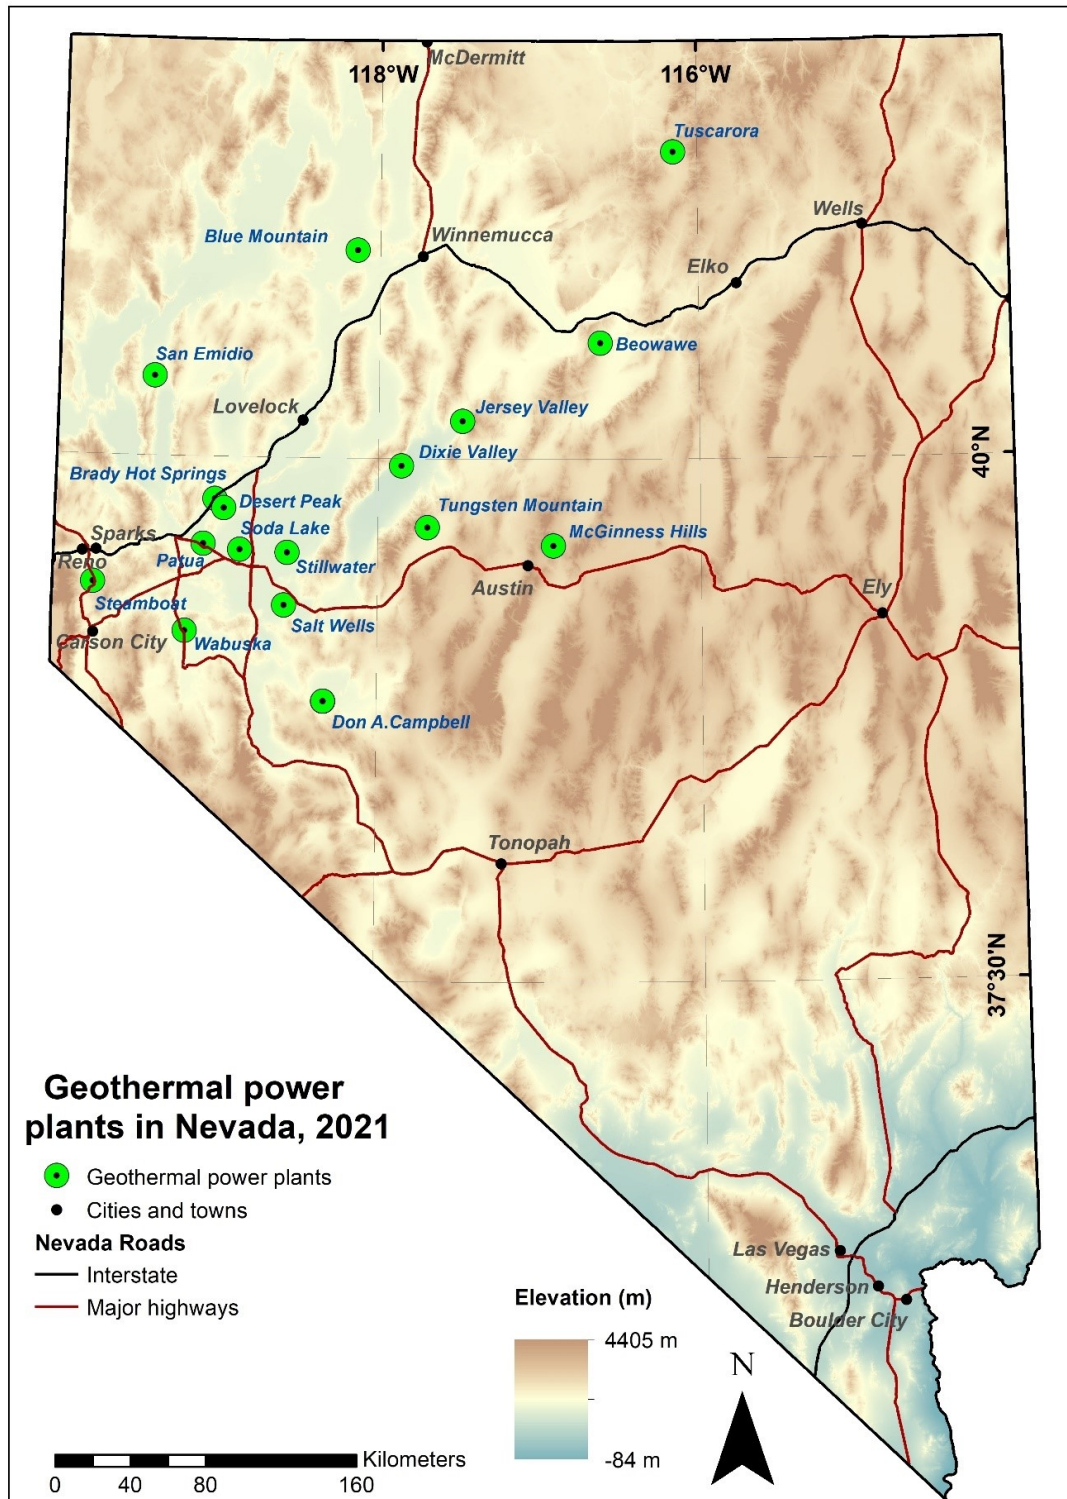 McDermitt
118°W
116°W
Tuscarora
Wells
Blue Mountain
Winnemucca
Elko
Beowawe
San Emidio
Jersey Valley
Lovelock
40°N
Dixie Valley
Brady Hot Springs
Desert Peak
Tungsten Mountain
Soda Lake
McGinness Hills
Sparks
Reno
Patua
Stillwater
Austin
Ely
Steamboat
Salt Wells
Carson City
Wabuska
Don A.Campbell
Tonopah
37°30'N
Geothermal power
plants in Nevada, 2021
Geothermal power plants
Cities and towns
Nevada Roads
Interstate
Major highways
Las Vegas
Henderson
Boulder City
Elevation (m)
4405 m
-84 m
N
Kilometers
0 40 80 160